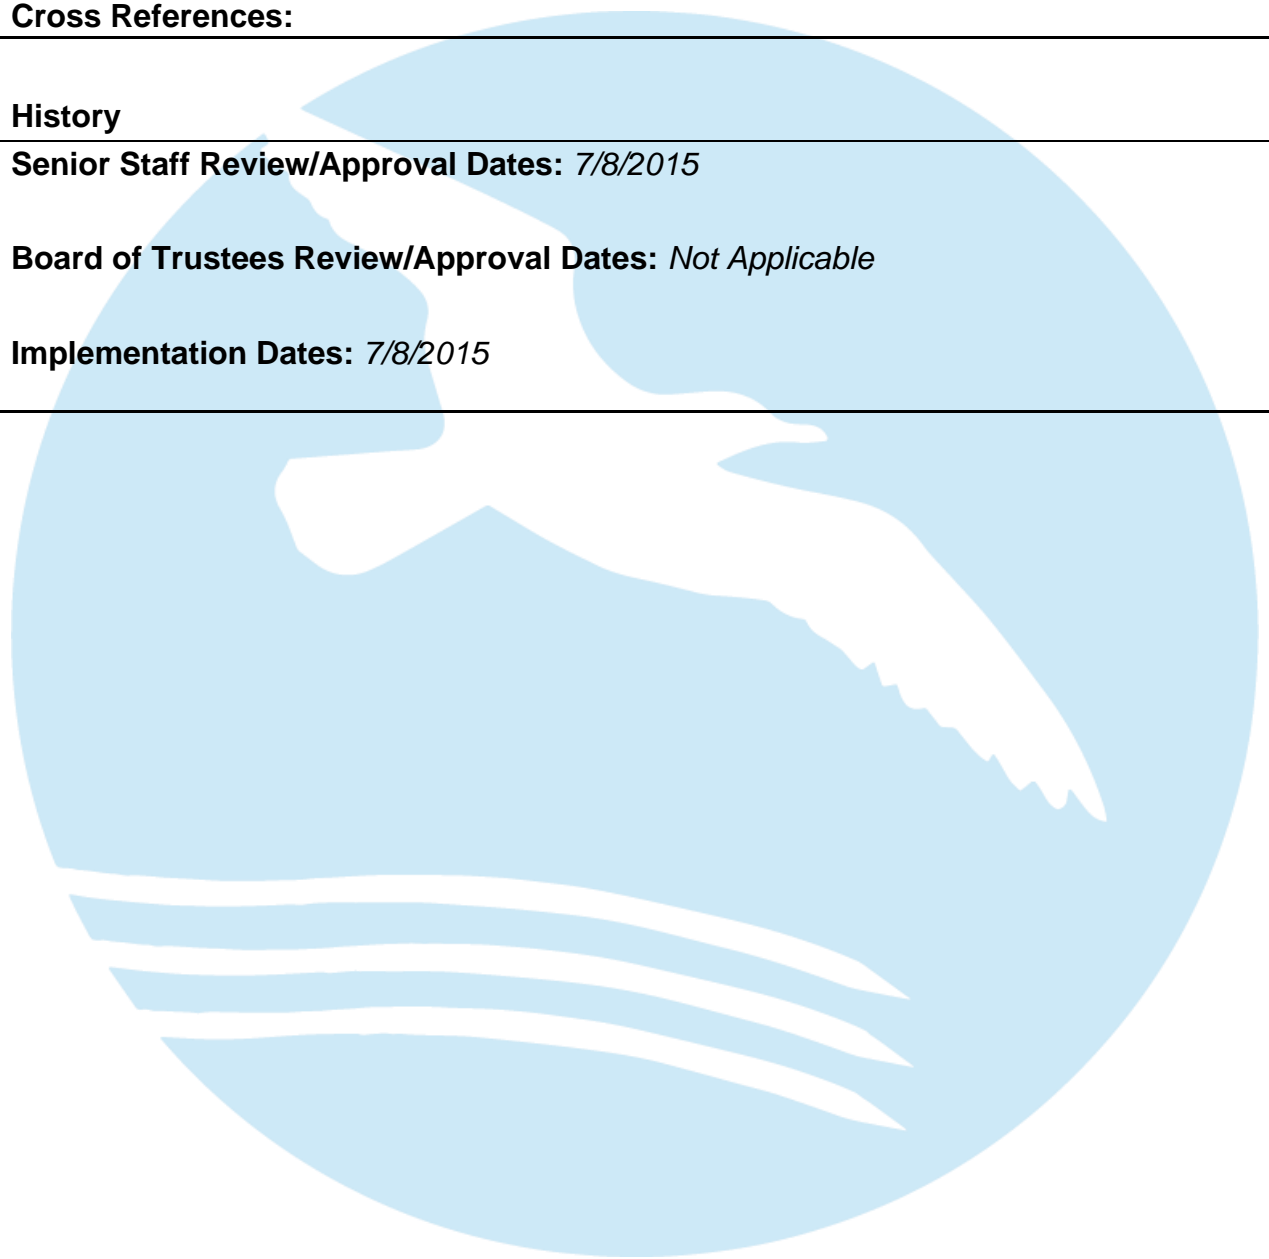 Cross References:
History
Senior Staff Review/Approval Dates: 7/8/2015
Board of Trustees Review/Approval Dates: Not Applicable
Implementation Dates: 7/8/2015